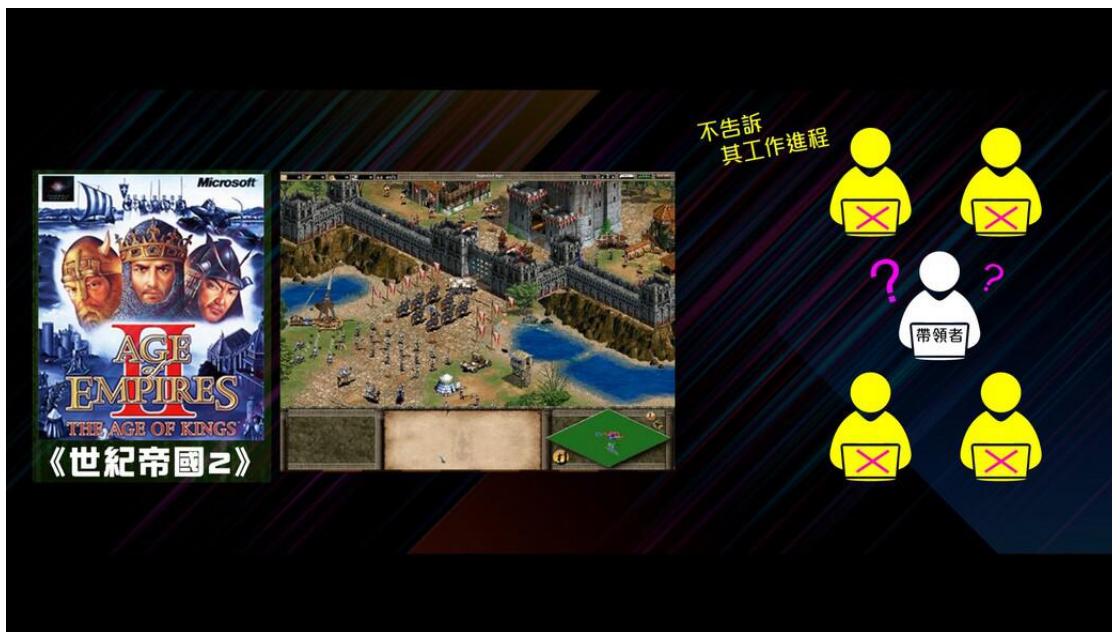 Microsoft
AGE
of
EMPIRES
II
THE AGE OF KINGS
《世紀帝國2》
不告訴
其工作進程
?
?
帶領者